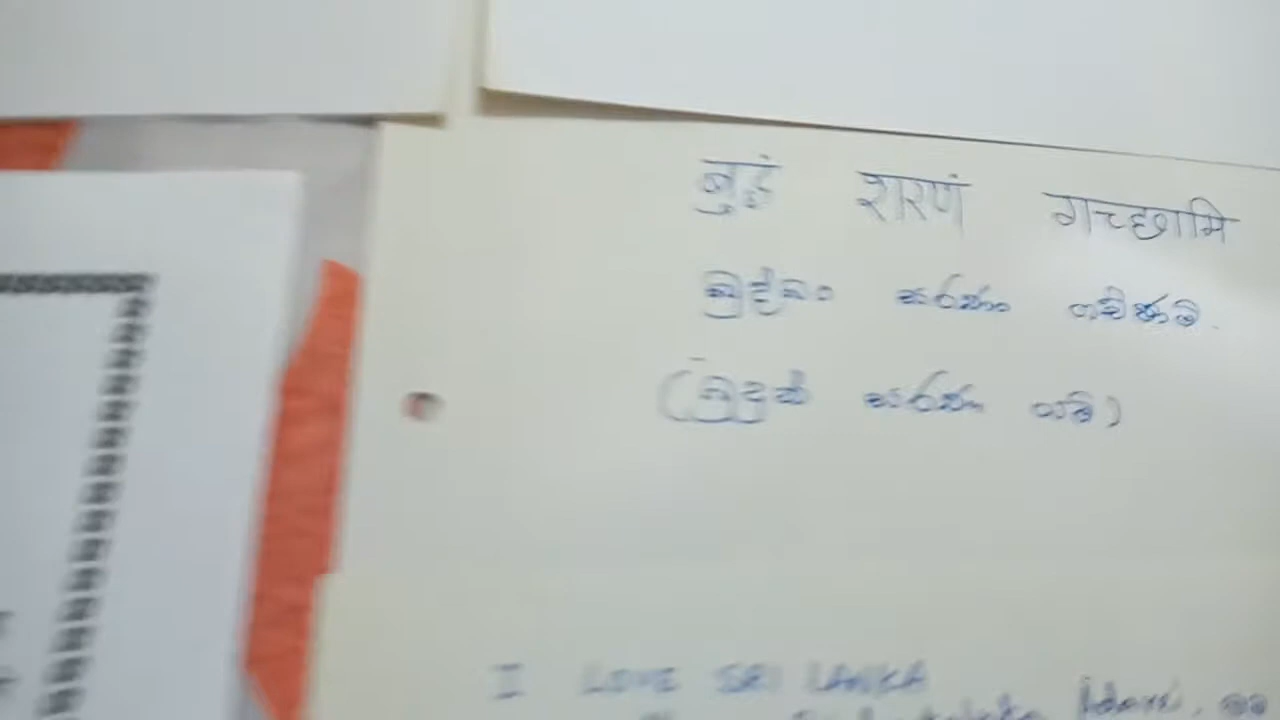 बुद्धं शरणं गच्छामि
බුද්ධං සරණං ගච්ඡාමි.
(බුදුන් සරණ යමි)
I LOVE SRI LANKA